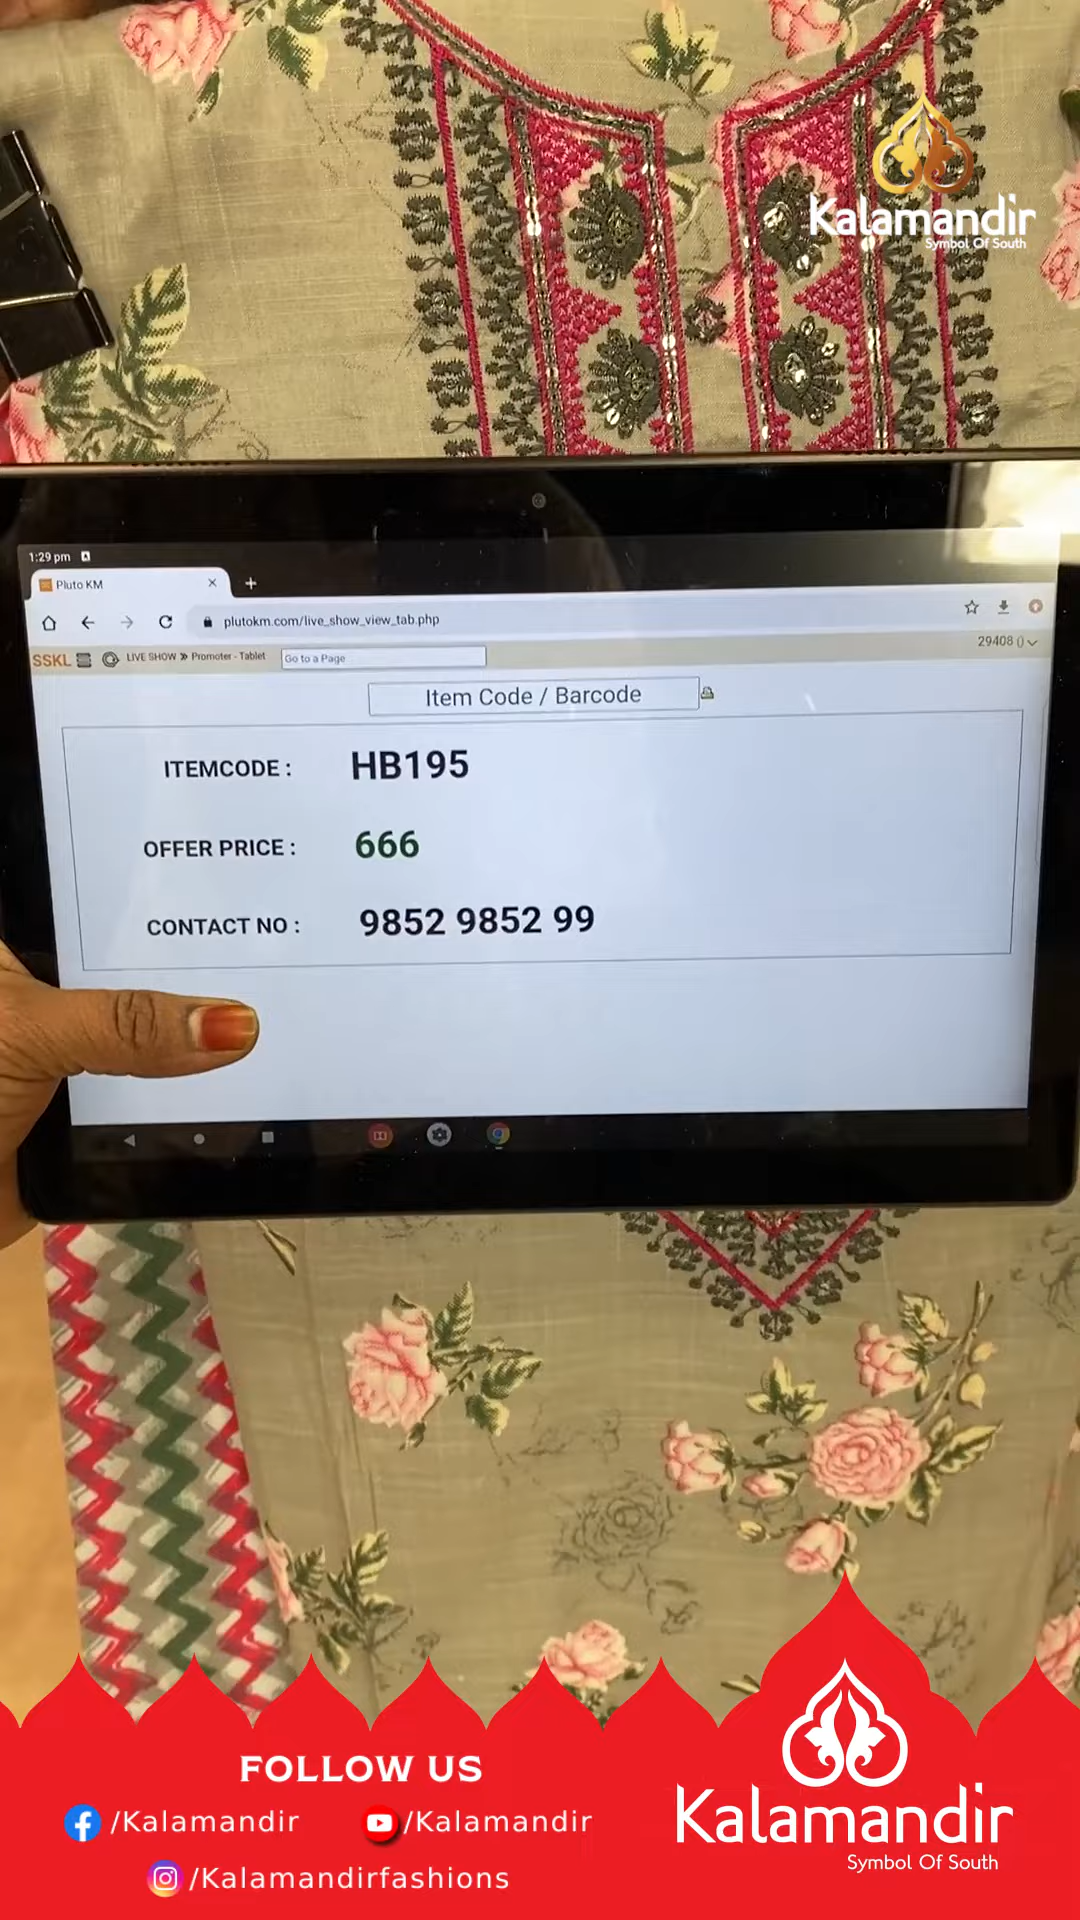 Kalamandir
Symbol Of South
1:29 pm
Pluto KM
plutokm.com/live_show_view_tab.php
29408 ()
SSKL LIVE SHOW » Promoter - Tablet Go to a Page
Item Code / Barcode
ITEMCODE : HB195
OFFER PRICE : 666
CONTACT NO : 9852 9852 99
FOLLOW US
/Kalamandir /Kalamandir
/Kalamandirfashions
Kalamandir
Symbol Of South